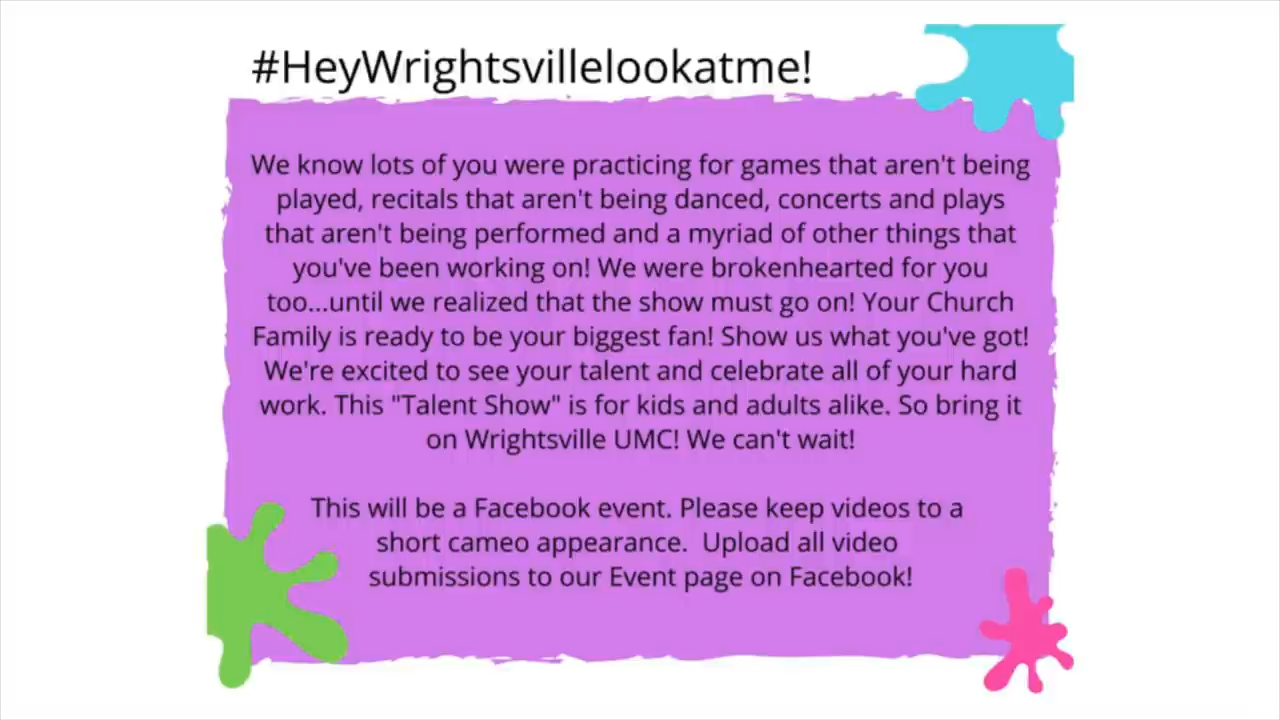 #HeyWrightsvillelookatme!
We know lots of you were practicing for games that aren't being
played, recitals that aren't being danced, concerts and plays
that aren't being performed and a myriad of other things that
you've been working on! We were brokenhearted for you
too...until we realized that the show must go on! Your Church
Family is ready to be your biggest fan! Show us what you've got!
We're excited to see your talent and celebrate all of your hard
work. This "Talent Show" is for kids and adults alike. So bring it
on Wrightsville UMC! We can't wait!
This will be a Facebook event. Please keep videos to a
short cameo appearance. Upload all video
submissions to our Event page on Facebook!